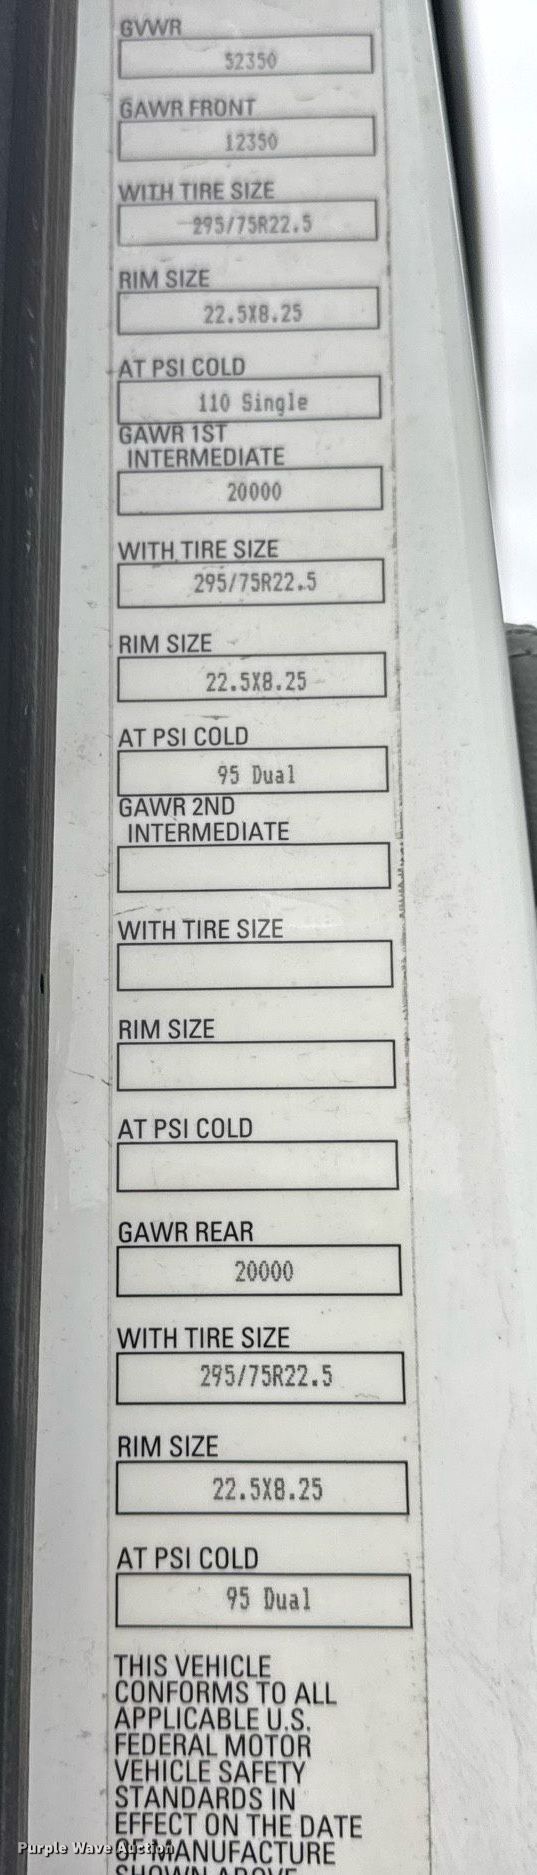 GVWR
52350
GAWR FRONT
12350
WITH TIRE SIZE
295/75R22.5
RIM SIZE
22.5X8.25
AT PSI COLD
110 Single
GAWR 1ST
INTERMEDIATE
20000
WITH TIRE SIZE
295/75R22.5
RIM SIZE
22.5X8.25
AT PSI COLD
95 Dual
GAWR 2ND
INTERMEDIATE
WITH TIRE SIZE
RIM SIZE
AT PSI COLD
GAWR REAR
20000
WITH TIRE SIZE
295/75R22.5
RIM SIZE
22.5X8.25
AT PSI COLD
95 Dual
THIS VEHICLE
CONFORMS TO ALL
APPLICABLE U.S.
FEDERAL MOTOR
VEHICLE SAFETY
STANDARDS IN
EFFECT ON THE DATE
OF MANUFACTURE
SHOWN ABOVE
Purple Wave Auction